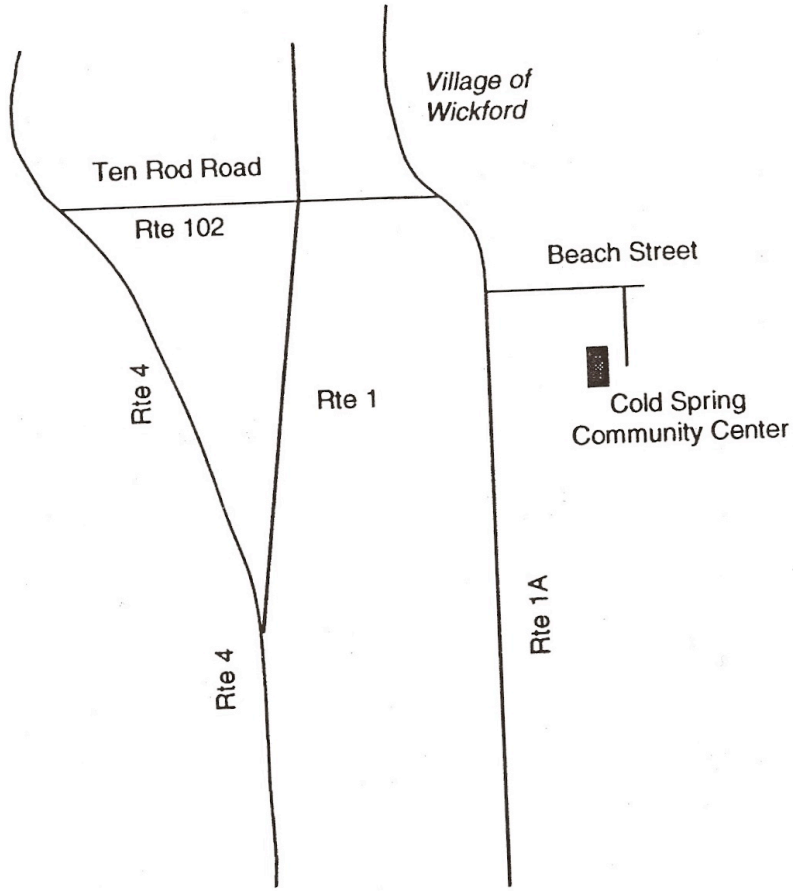 Village of
Wickford
Ten Rod Road
Rte 102
Beach Street
Rte 4
Rte 1
Cold Spring
Community Center
Rte 1A
Rte 4